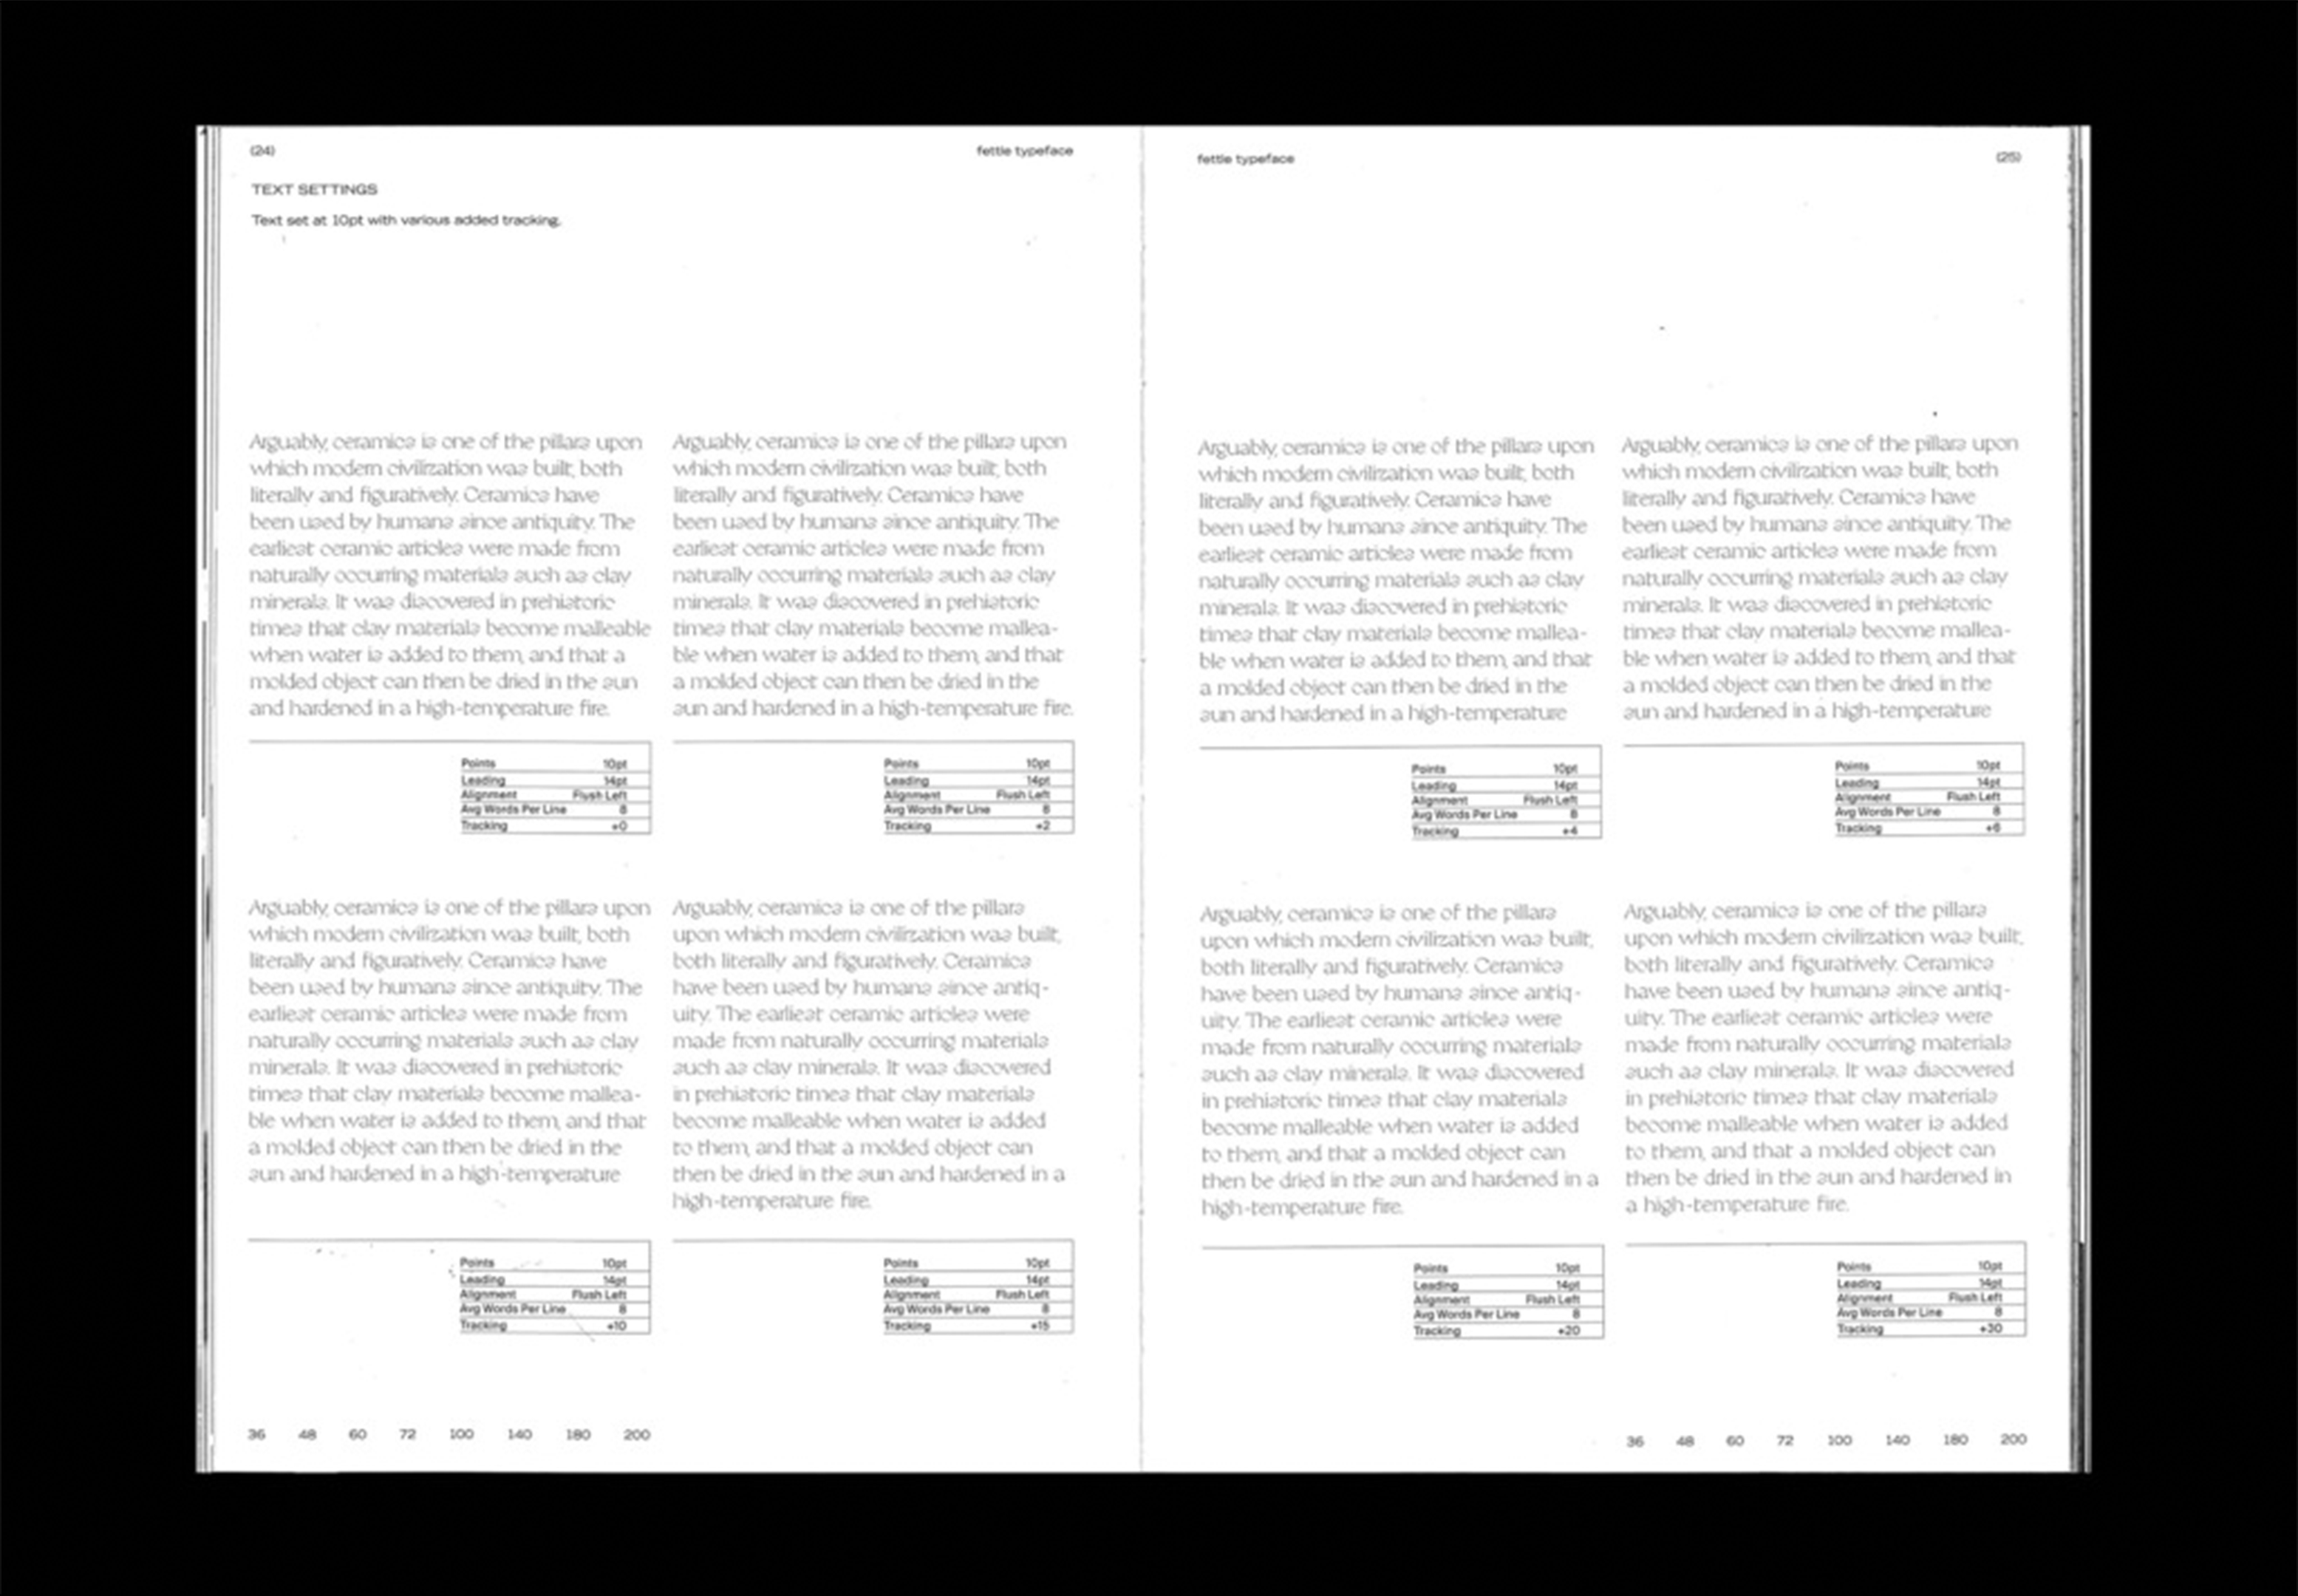 (24)
fettle typeface
TEXT SETTINGS
Text set at 10pt with various added tracking.
Arguably, ceramics is one of the pillars upon
which modern civilization was built, both
literally and figuratively. Ceramics have
been used by humans since antiquity. The
earliest ceramic articles were made from
naturally occurring materials such as clay
minerals. It was discovered in prehistoric
times that clay materials become malleable
when water is added to them, and that a
molded object can then be dried in the sun
and hardened in a high-temperature fire.
Points 10pt
Leading 14pt
Alignment Flush Left
Avg Words Per Line 8
Tracking +0
Arguably, ceramics is one of the pillars upon
which modern civilization was built, both
literally and figuratively. Ceramics have
been used by humans since antiquity. The
earliest ceramic articles were made from
naturally occurring materials such as clay
minerals. It was discovered in prehistoric
times that clay materials become mallea-
ble when water is added to them, and that
a molded object can then be dried in the
sun and hardened in a high-temperature fire.
Points 10pt
Leading 14pt
Alignment Flush Left
Avg Words Per Line 8
Tracking +2
Arguably, ceramics is one of the pillars upon
which modern civilization was built, both
literally and figuratively. Ceramics have
been used by humans since antiquity. The
earliest ceramic articles were made from
naturally occurring materials such as clay
minerals. It was discovered in prehistoric
times that clay materials become mallea-
ble when water is added to them, and that
a molded object can then be dried in the
sun and hardened in a high-temperature
Points 10pt
Leading 14pt
Alignment Flush Left
Avg Words Per Line 8
Tracking +10
Arguably, ceramics is one of the pillars
upon which modern civilization was built,
both literally and figuratively. Ceramics
have been used by humans since antiq-
uity. The earliest ceramic articles were
made from naturally occurring materials
such as clay minerals. It was discovered
in prehistoric times that clay materials
become malleable when water is added
to them, and that a molded object can
then be dried in the sun and hardened in a
high-temperature fire.
Points 10pt
Leading 14pt
Alignment Flush Left
Avg Words Per Line 8
Tracking +15
36 48 60 72 100 140 180 200
fettle typeface
(25)
Arguably, ceramics is one of the pillars upon
which modern civilization was built, both
literally and figuratively. Ceramics have
been used by humans since antiquity. The
earliest ceramic articles were made from
naturally occurring materials such as clay
minerals. It was discovered in prehistoric
times that clay materials become mallea-
ble when water is added to them, and that
a molded object can then be dried in the
sun and hardened in a high-temperature
Points 10pt
Leading 14pt
Alignment Flush Left
Avg Words Per Line 8
Tracking +4
Arguably, ceramics is one of the pillars upon
which modern civilization was built, both
literally and figuratively. Ceramics have
been used by humans since antiquity. The
earliest ceramic articles were made from
naturally occurring materials such as clay
minerals. It was discovered in prehistoric
times that clay materials become mallea-
ble when water is added to them, and that
a molded object can then be dried in the
sun and hardened in a high-temperature
Points 10pt
Leading 14pt
Alignment Flush Left
Avg Words Per Line 8
Tracking +6
Arguably, ceramics is one of the pillars
upon which modern civilization was built,
both literally and figuratively. Ceramics
have been used by humans since antiq-
uity. The earliest ceramic articles were
made from naturally occurring materials
such as clay minerals. It was discovered
in prehistoric times that clay materials
become malleable when water is added
to them, and that a molded object can
then be dried in the sun and hardened in a
high-temperature fire.
Points 10pt
Leading 14pt
Alignment Flush Left
Avg Words Per Line 8
Tracking +20
Arguably, ceramics is one of the pillars
upon which modern civilization was built,
both literally and figuratively. Ceramics
have been used by humans since antiq-
uity. The earliest ceramic articles were
made from naturally occurring materials
such as clay minerals. It was discovered
in prehistoric times that clay materials
become malleable when water is added
to them, and that a molded object can
then be dried in the sun and hardened in
a high-temperature fire.
Points 10pt
Leading 14pt
Alignment Flush Left
Avg Words Per Line 8
Tracking +30
36 48 60 72 100 140 180 200